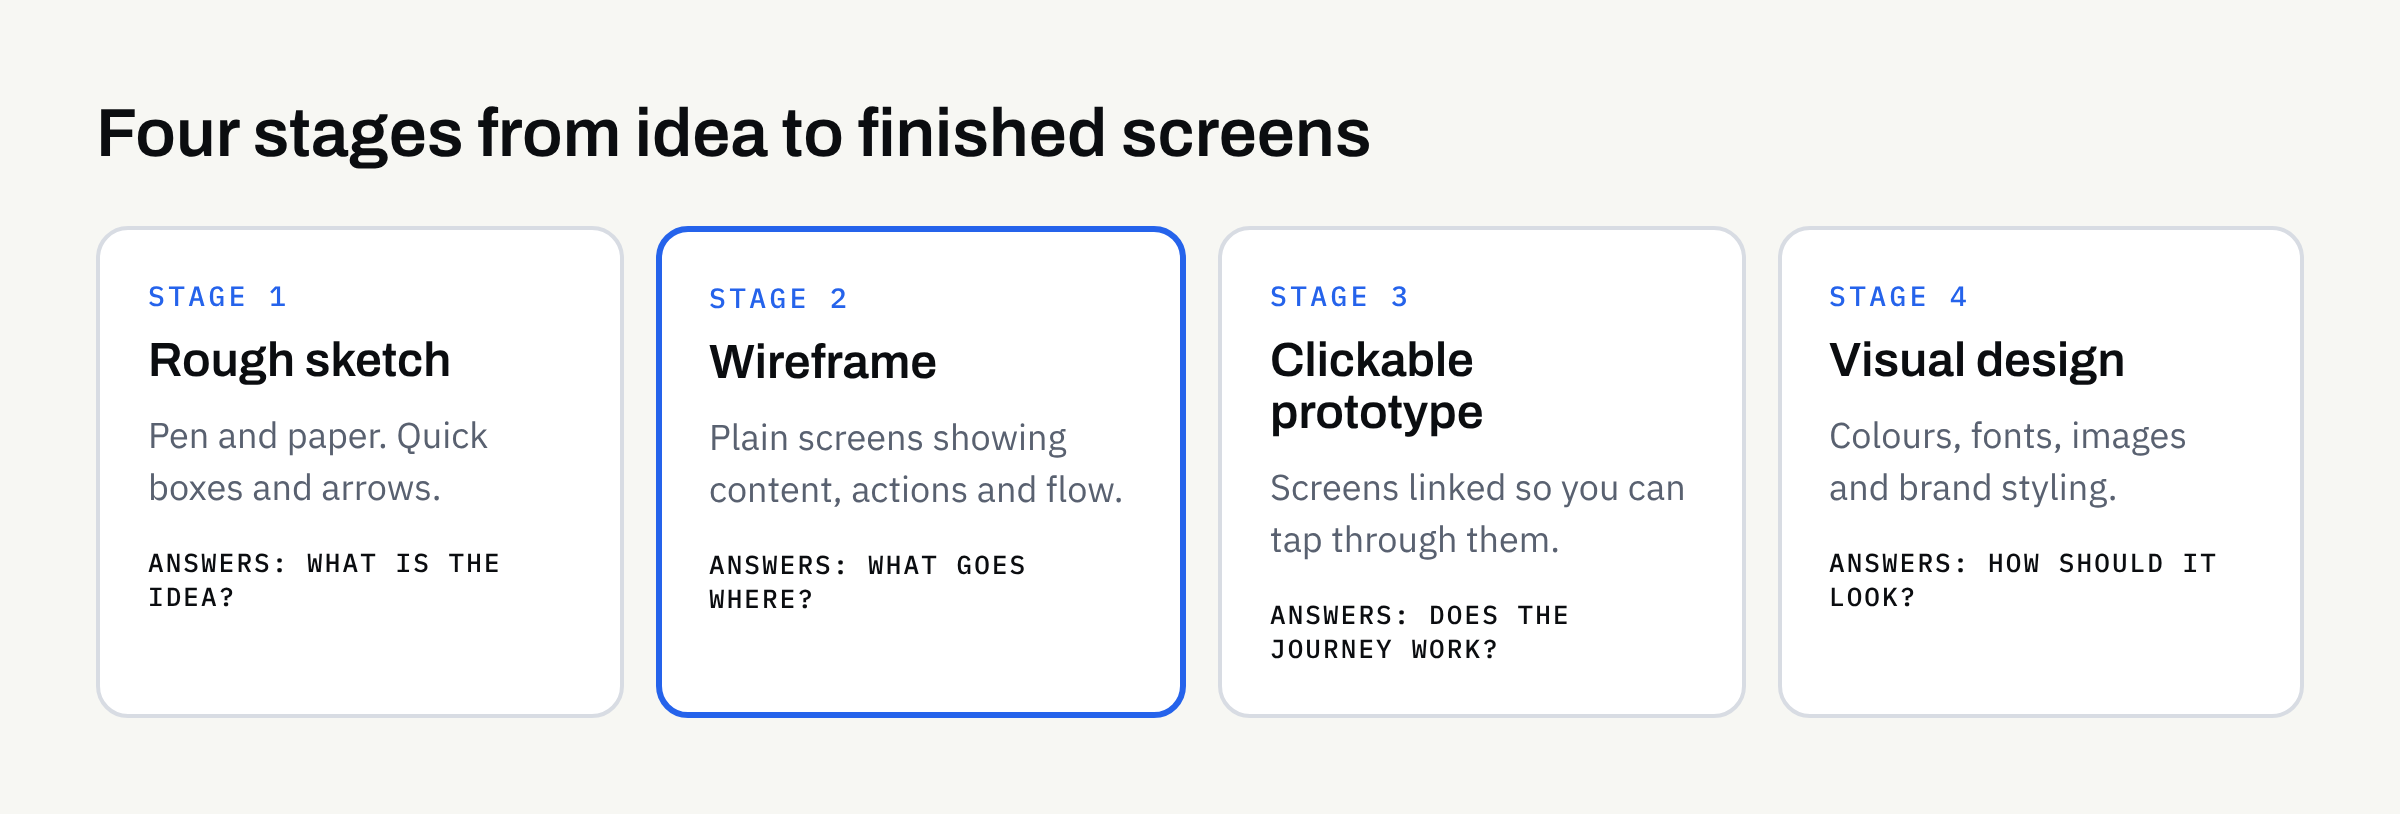 Four stages from idea to finished screens
STAGE 1
Rough sketch
Pen and paper. Quick
boxes and arrows.
ANSWERS: WHAT IS THE
IDEA?
STAGE 2
Wireframe
Plain screens showing
content, actions and flow.
ANSWERS: WHAT GOES
WHERE?
STAGE 3
Clickable
prototype
Screens linked so you can
tap through them.
ANSWERS: DOES THE
JOURNEY WORK?
STAGE 4
Visual design
Colours, fonts, images
and brand styling.
ANSWERS: HOW SHOULD IT
LOOK?